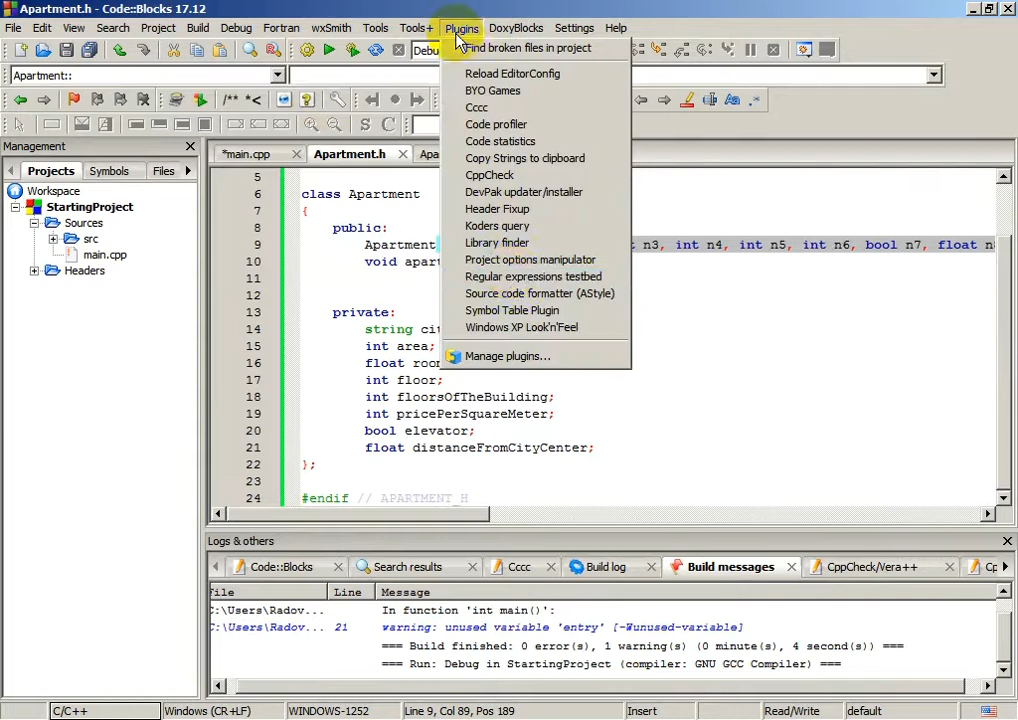 Apartment.h - Code::Blocks 17.12
File Edit View Search Project Build Debug Fortran wxSmith Tools Tools+ Plugins DoxyBlocks Settings Help
Apartment::
Find broken files in project
Reload EditorConfig
BYO Games
Cccc
Code profiler
Code statistics
Copy Strings to clipboard
CppCheck
DevPak updater/installer
Header Fixup
Koders query
Library finder
Project options manipulator
Regular expressions testbed
Source code formatter (AStyle)
Symbol Table Plugin
Windows XP Look'n'Feel
Manage plugins...
/** *<
S C
Aa .*
Management
Projects Symbols Files
Workspace
StartingProject
Sources
src
main.cpp
Headers
*main.cpp Apartment.h
5
6 class Apartment
7 {
8 public:
9 Apartment n3, int n4, int n5, int n6, bool n7, float
10 void
11
12
13 private:
14 string
15 int area;
16 float
17 int floor;
18 int floorsOfTheBuilding;
19 int pricePerSquareMeter;
20 bool elevator;
21 float distanceFromCityCenter;
22 };
23
24 #endif // APARTMENT_H
Logs & others
Code::Blocks Search results Cccc Build log Build messages CppCheck/Vera++
File Line Message
C:\Users\Radov... In function 'int main()':
C:\Users\Radov... 21 warning: unused variable 'entry' [-Wunused-variable]
=== Build finished: 0 error(s), 1 warning(s) (0 minute(s), 4 second(s)) ===
=== Run: Debug in StartingProject (compiler: GNU GCC Compiler) ===
C/C++ Windows (CR+LF) WINDOWS-1252 Line 9, Col 89, Pos 189 Insert Read/Write default